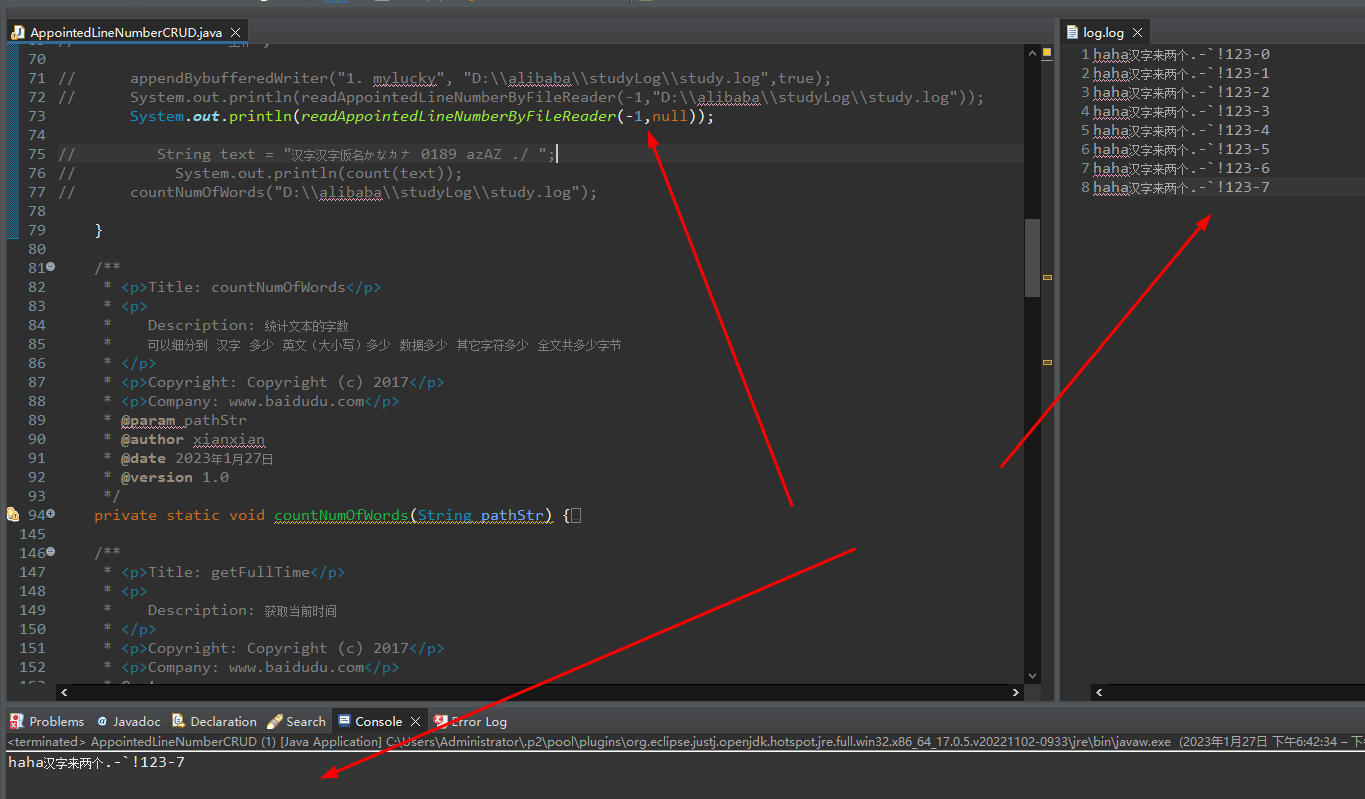 AppointedLineNumberCRUD.java
70
71 // appendBybufferedWriter("1. mylucky", "D:\\alibaba\\studyLog\\study.log",true);
72 // System.out.println(readAppointedLineNumberByFileReader(-1,"D:\\alibaba\\studyLog\\study.log"));
73 System.out.println(readAppointedLineNumberByFileReader(-1,null));
74
75 // String text = "汉字汉字仮名かなカナ 0189 azAZ ./ ";
76 // System.out.println(count(text));
77 // countNumOfWords("D:\\alibaba\\studyLog\\study.log");
78
79 }
80
81 /**
82 * <p>Title: countNumOfWords</p>
83 * <p>
84 * Description: 统计文本的字数
85 * 可以细分到 汉字 多少 英文（大小写）多少 数据多少 其它字符多少 全文共多少字节
86 * </p>
87 * <p>Copyright: Copyright (c) 2017</p>
88 * <p>Company: www.baidudu.com</p>
89 * @param pathStr
90 * @author xianxian
91 * @date 2023年1月27日
92 * @version 1.0
93 */
94 private static void countNumOfWords(String pathStr) {
145
146 /**
147 * <p>Title: getFullTime</p>
148 * <p>
149 * Description: 获取当前时间
150 * </p>
151 * <p>Copyright: Copyright (c) 2017</p>
152 * <p>Company: www.baidudu.com</p>
log.log
1 haha汉字来两个.-`!123-0
2 haha汉字来两个.-`!123-1
3 haha汉字来两个.-`!123-2
4 haha汉字来两个.-`!123-3
5 haha汉字来两个.-`!123-4
6 haha汉字来两个.-`!123-5
7 haha汉字来两个.-`!123-6
8 haha汉字来两个.-`!123-7
Problems @ Javadoc Declaration Search Console Error Log
<terminated> AppointedLineNumberCRUD (1) [Java Application] C:\Users\Administrator\.p2\pool\plugins\org.eclipse.justj.openjdk.hotspot.jre.full.win32.x86_64_17.0.5.v20221102-0933\jre\bin\javaw.exe (2023年1月27日 下午6:42:34 – 下
haha汉字来两个.-`!123-7